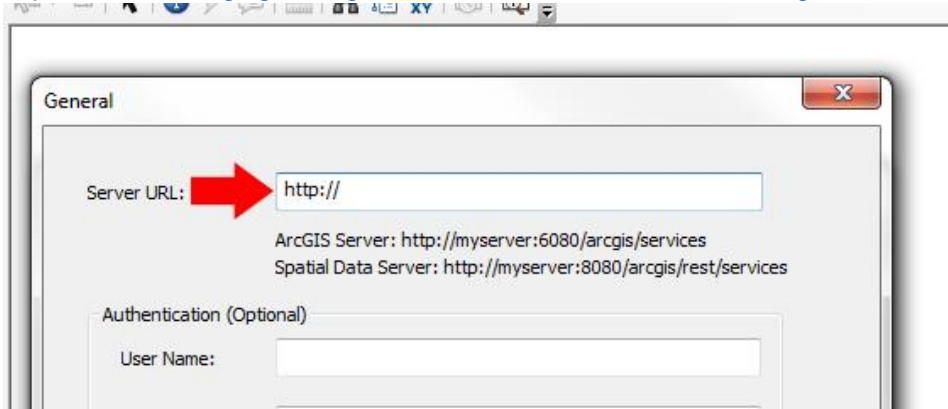 XY
General
Server URL:
http://
ArcGIS Server: http://myserver:6080/arcgis/services
Spatial Data Server: http://myserver:8080/arcgis/rest/services
Authentication (Optional)
User Name: